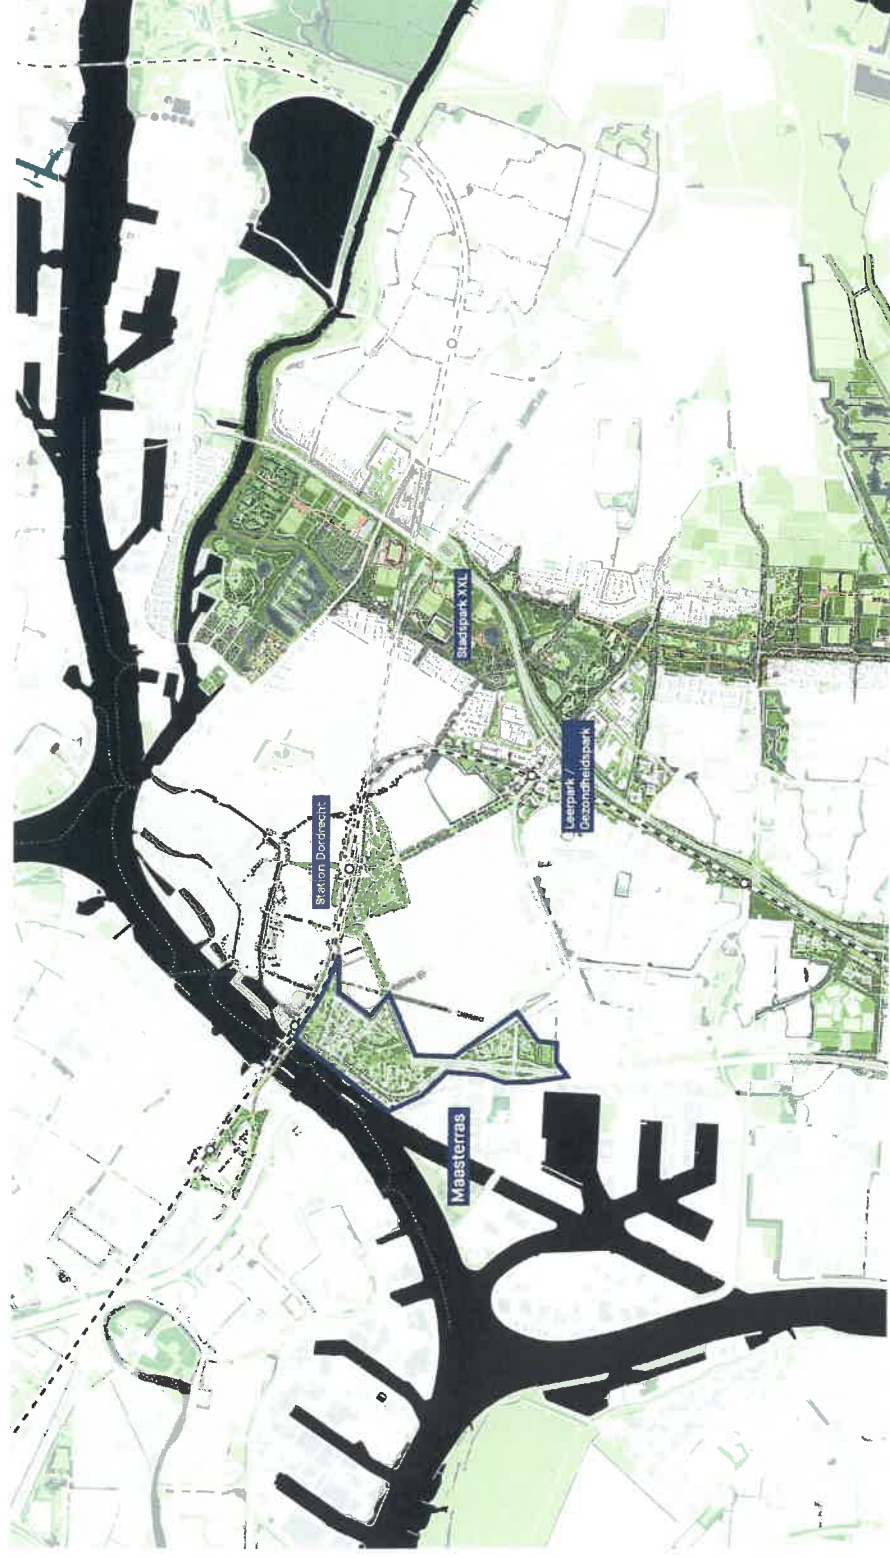 Stadspark XXL
Leerpark /
Gezondheidspark
Station Dordrecht
Maasterras